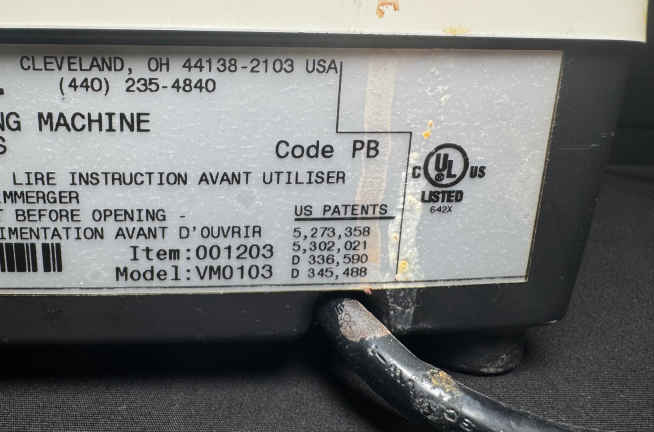 CLEVELAND, OH 44138-2103 USA
(440) 235-4840
NG MACHINE
S
Code PB
LIRE INSTRUCTION AVANT UTILISER
IMMERGER
T BEFORE OPENING -
IMENTATION AVANT D'OUVRIR
Item:001203
Model:VM0103
US PATENTS
5,273,358
5,302,021
D 336,590
D 345,488
C UL US
LISTED
642X